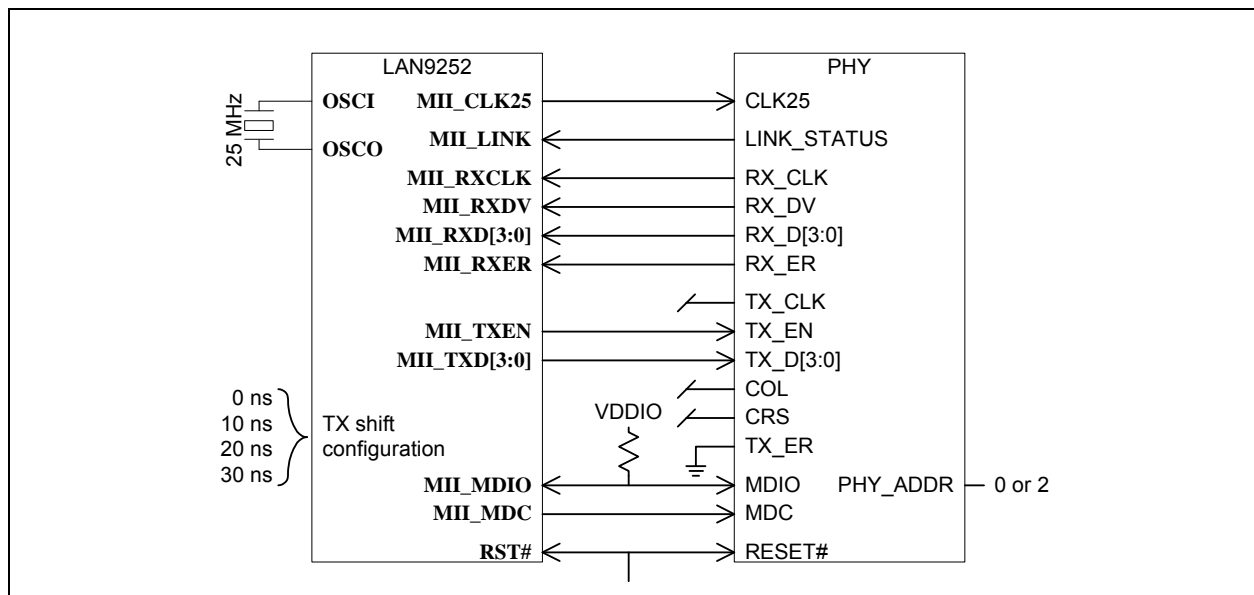 LAN9252
PHY
25 MHz
OSCI
MII_CLK25
CLK25
OSCO
MII_LINK
LINK_STATUS
MII_RXCLK
RX_CLK
MII_RXDV
RX_DV
MII_RXD[3:0]
RX_D[3:0]
MII_RXER
RX_ER
TX_CLK
MII_TXEN
TX_EN
MII_TXD[3:0]
TX_D[3:0]
COL
0 ns
10 ns
20 ns
30 ns
TX shift
configuration
VDDIO
CRS
TX_ER
MII_MDIO
MDIO
PHY_ADDR
0 or 2
MII_MDC
MDC
RST#
RESET#